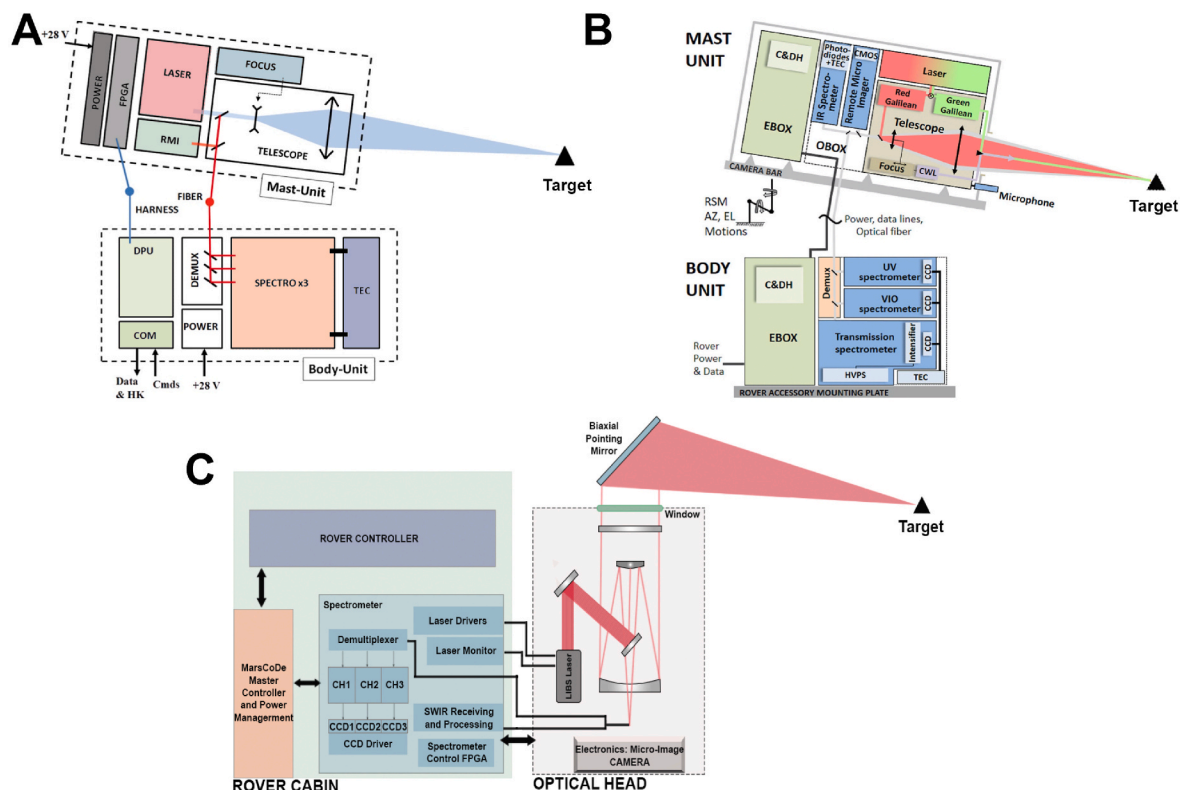 A
+28 V
POWER
FPGA
LASER
RMI
FOCUS
TELESCOPE
Mast-Unit
Target
HARNESS
FIBER
DPU
COM
DEMUX
POWER
SPECTRO x3
TEC
Body-Unit
Data
& HK
Cmds
+28 V
B
MAST
UNIT
C&DH
EBOX
Photo-
diodes
+TEC
IR Spectro-
meter
CMOS
Remote Micro
Imager
OBOX
Laser
Red
Galilean
Green
Galilean
Telescope
Focus
CWL
CAMERA BAR
Microphone
Target
RSM
AZ, EL
Motions
Power, data lines,
Optical fiber
BODY
UNIT
C&DH
EBOX
Demux
UV
spectrometer
CCD
VIO
spectrometer
CCD
Transmission
spectrometer
Intensifier
CCD
HVPS
TEC
Rover
Power
& Data
ROVER ACCESSORY MOUNTING PLATE
C
Biaxial
Pointing
Mirror
Target
Window
ROVER CONTROLLER
MarsCoDe
Master
Controller
and Power
Managerment
Spectrometer
Demultiplexer
CH1
CH2
CH3
CCD1
CCD2
CCD3
CCD Driver
Laser Drivers
Laser Monitor
SWIR Receiving
and Processing
Spectrometer
Control FPGA
LIBS Laser
Electronics: Micro-Image
CAMERA
ROVER CABIN
OPTICAL HEAD